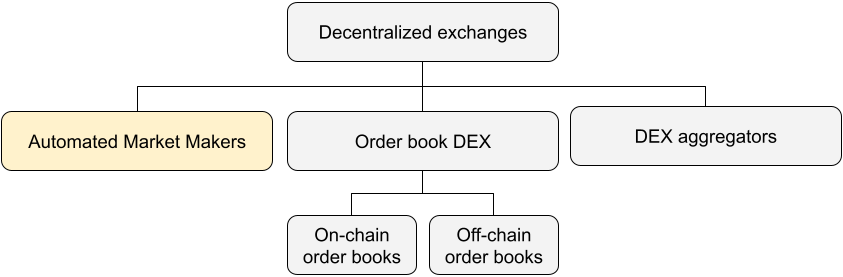 Decentralized exchanges
Automated Market Makers
Order book DEX
DEX aggregators
On-chain
order books
Off-chain
order books